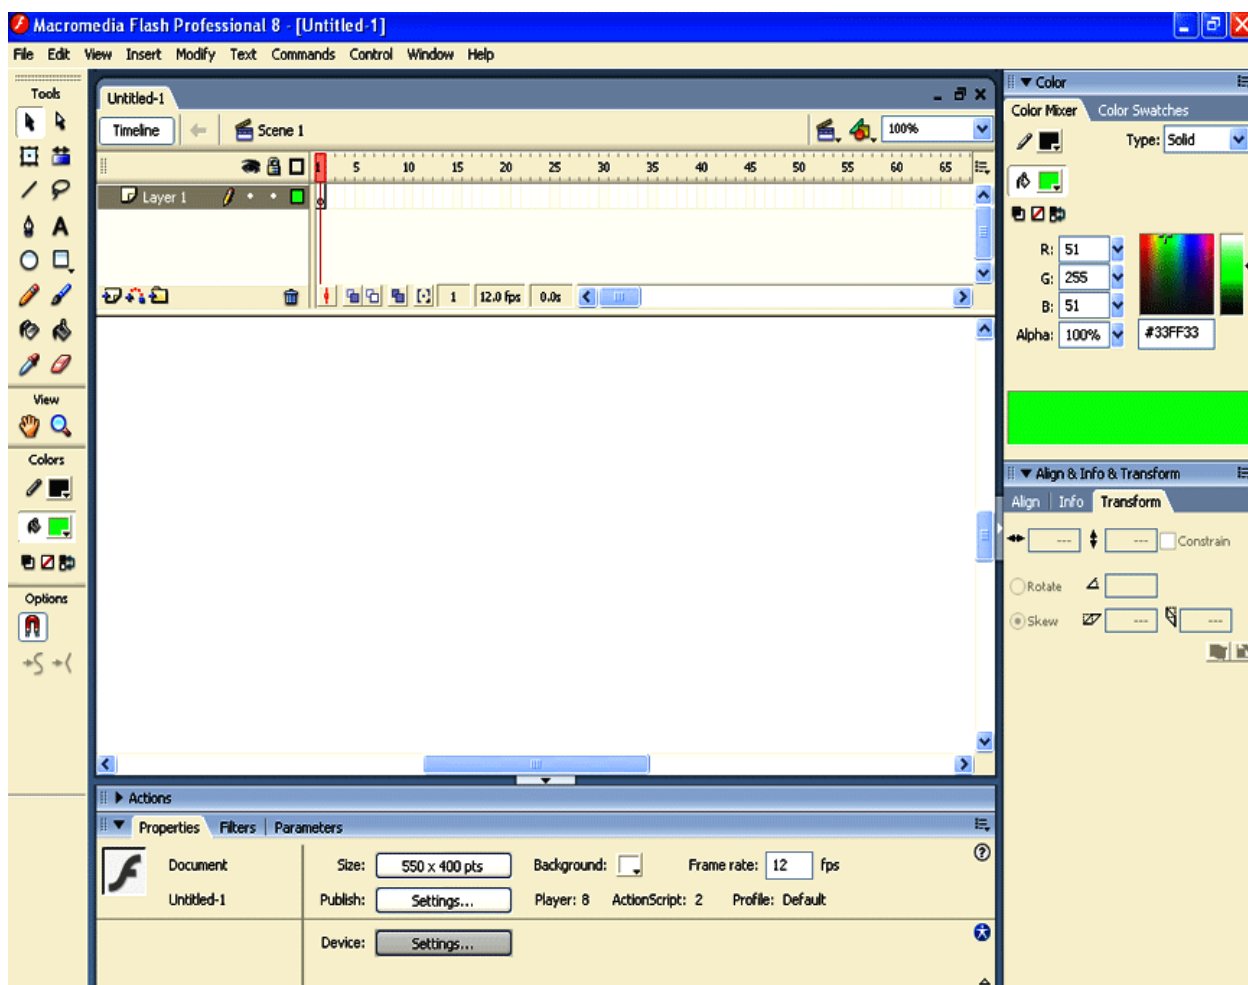 Macromedia Flash Professional 8 - [Untitled-1]
File Edit View Insert Modify Text Commands Control Window Help
Tools
View
Colors
Options
Untitled-1
Timeline Scene 1 100%
1 5 10 15 20 25 30 35 40 45 50 55 60 65
Layer 1
1 12.0 fps 0.0s
Actions
Properties Filters Parameters
Document Size: 550 x 400 pts Background: Frame rate: 12 fps
Untitled-1 Publish: Settings... Player: 8 ActionScript: 2 Profile: Default
Device: Settings...
Color
Color Mixer Color Swatches
Type: Solid
R: 51
G: 255
B: 51
Alpha: 100% #33FF33
Align & Info & Transform
Align Info Transform
--- --- Constrain
Rotate
Skew --- ---